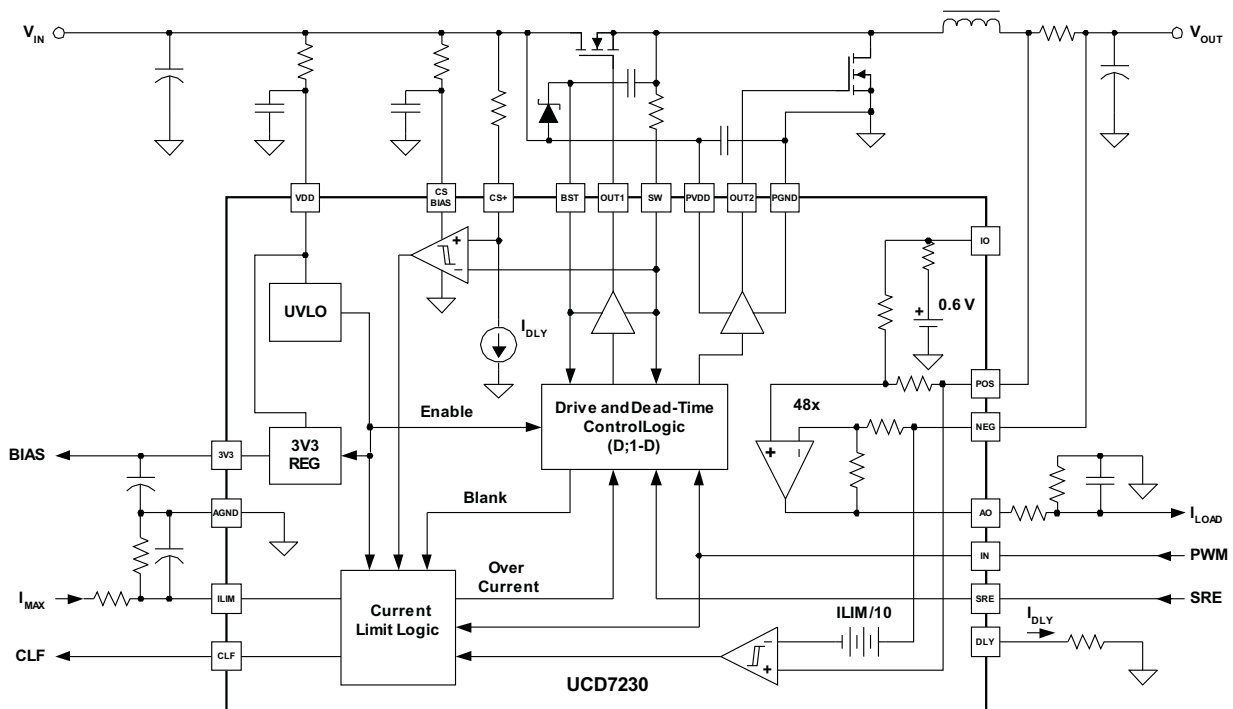 VIN
VOUT
VDD
CS
BIAS
CS+
BST
OUT1
SW
PVDD
OUT2
PGND
+
−
IO
UVLO
IDLY
+
0.6 V
POS
Enable
Drive and Dead-Time
ControlLogic
(D;1-D)
48x
NEG
+
−
BIAS
3V3
3V3
REG
Blank
AGND
AO
ILOAD
IN
PWM
Over
Current
IMAX
ILIM
Current
Limit Logic
SRE
SRE
ILIM/10
IDLY
DLY
−
+
CLF
CLF
UCD7230